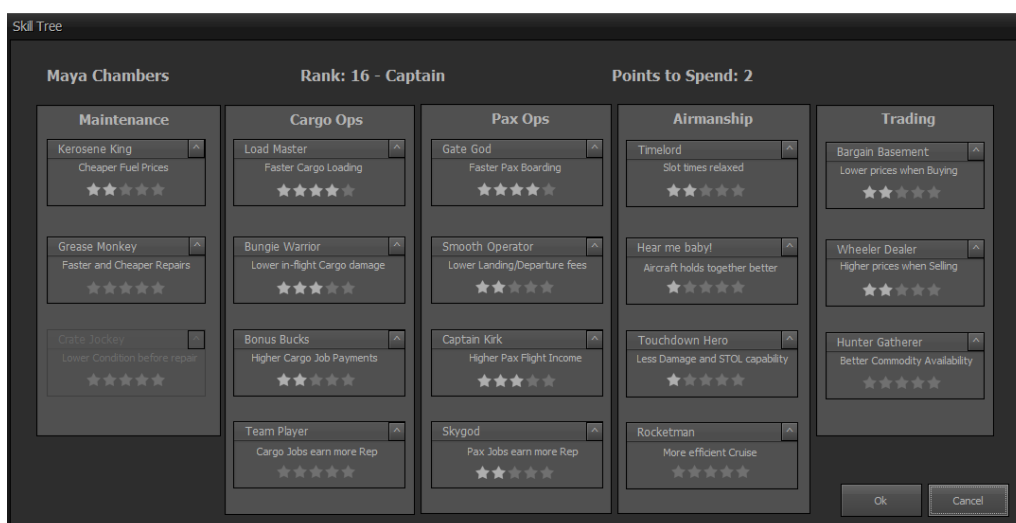 Skill Tree
Maya Chambers
Rank: 16 - Captain
Points to Spend: 2
Maintenance
Kerosene King
Cheaper Fuel Prices
Grease Monkey
Faster and Cheaper Repairs
Crate Jockey
Lower Condition before repair
Cargo Ops
Load Master
Faster Cargo Loading
Bungie Warrior
Lower in-flight Cargo damage
Bonus Bucks
Higher Cargo Job Payments
Team Player
Cargo Jobs earn more Rep
Pax Ops
Gate God
Faster Pax Boarding
Smooth Operator
Lower Landing/Departure fees
Captain Kirk
Higher Pax Flight Income
Skygod
Pax Jobs earn more Rep
Airmanship
Timelord
Slot times relaxed
Hear me baby!
Aircraft holds together better
Touchdown Hero
Less Damage and STOL capability
Rocketman
More efficient Cruise
Trading
Bargain Basement
Lower prices when Buying
Wheeler Dealer
Higher prices when Selling
Hunter Gatherer
Better Commodity Availability
Ok
Cancel